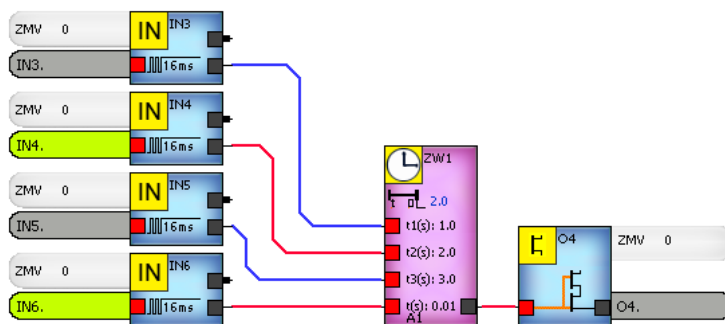 ZMV 0
IN IN3
IN3.
16ms
ZMV 0
IN IN4
IN4.
16ms
ZMV 0
IN IN5
IN5.
16ms
ZMV 0
IN IN6
IN6.
16ms
ZW1
t 0 2.0
t1(s): 1.0
t2(s): 2.0
t3(s): 3.0
t(s): 0.01
A1
O4
ZMV 0
O4.